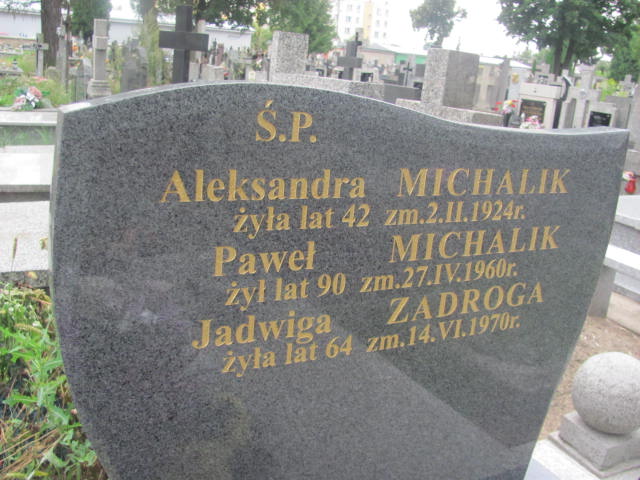 Ś.P.
Aleksandra MICHALIK
żyła lat 42 zm.2.II.1924r.
Paweł MICHALIK
żył lat 90 zm.27.IV.1960r.
Jadwiga ZADROGA
żyła lat 64 zm.14.VI.1970r.